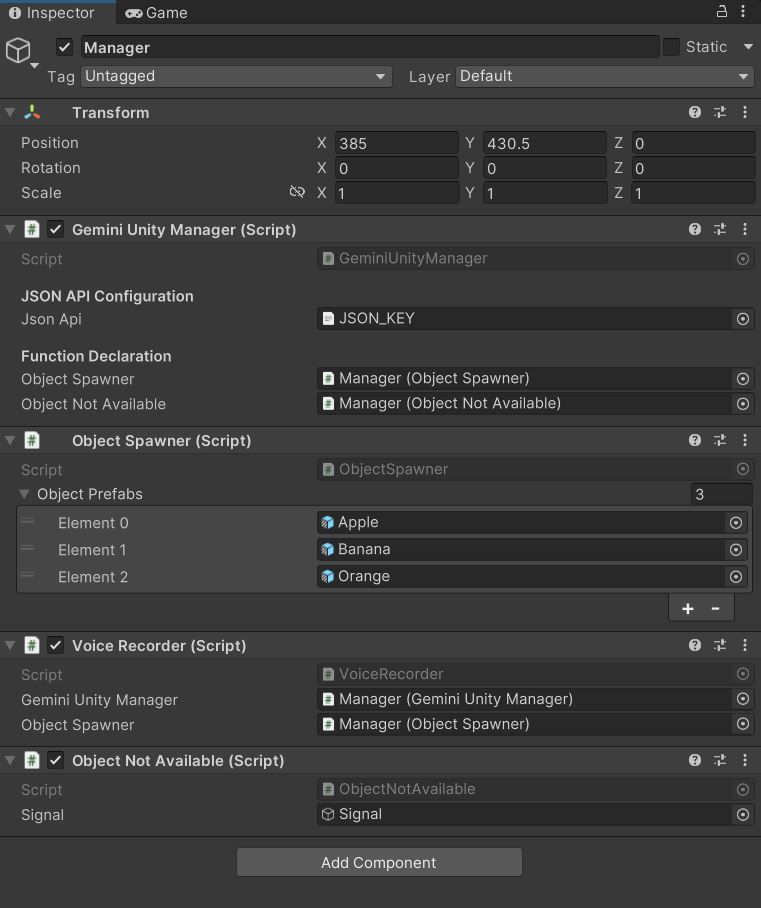 Inspector Game
Manager Static
Tag Untagged Layer Default
Transform
Position X 385 Y 430.5 Z 0
Rotation X 0 Y 0 Z 0
Scale X 1 Y 1 Z 1
# Gemini Unity Manager (Script)
Script # GeminiUnityManager
JSON API Configuration
Json Api JSON_KEY
Function Declaration
Object Spawner # Manager (Object Spawner)
Object Not Available # Manager (Object Not Available)
# Object Spawner (Script)
Script # ObjectSpawner
Object Prefabs 3
Element 0 Apple
Element 1 Banana
Element 2 Orange
+ -
# Voice Recorder (Script)
Script # VoiceRecorder
Gemini Unity Manager # Manager (Gemini Unity Manager)
Object Spawner # Manager (Object Spawner)
# Object Not Available (Script)
Script # ObjectNotAvailable
Signal Signal
Add Component